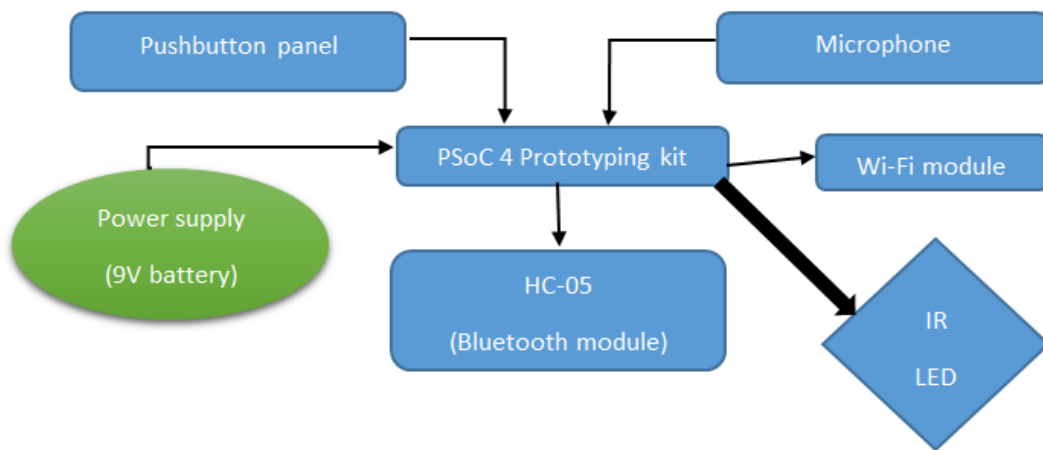 Pushbutton panel
Microphone
PSoC 4 Prototyping kit
Wi-Fi module
Power supply
(9V battery)
HC-05
(Bluetooth module)
IR
LED